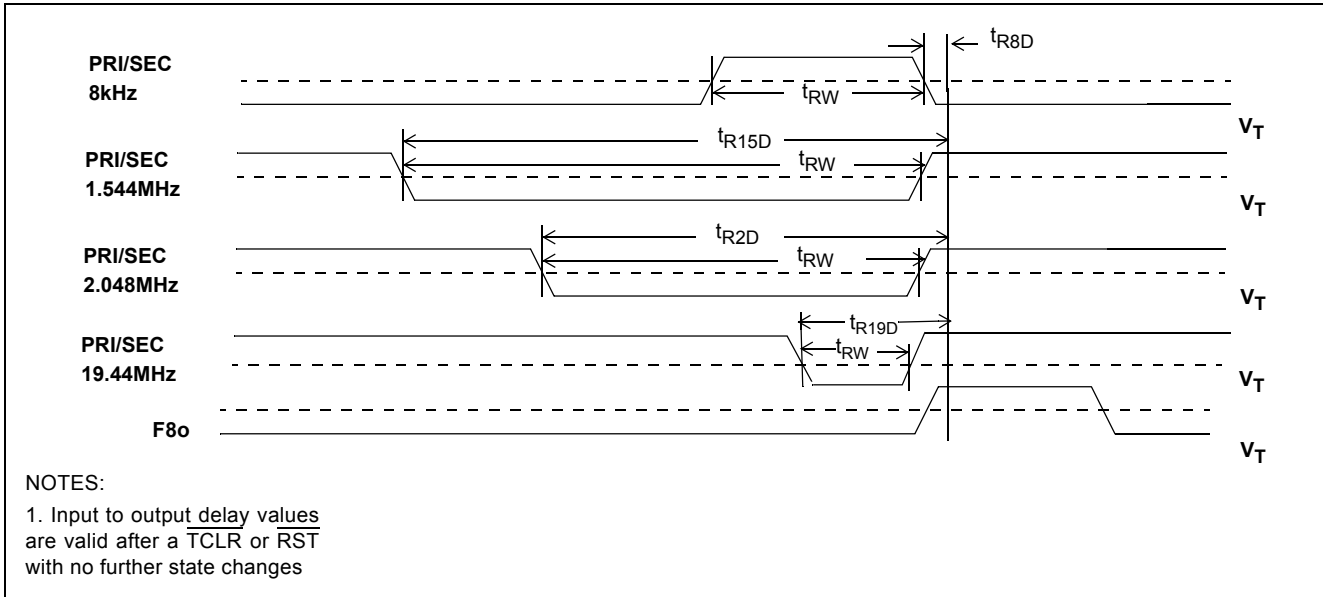 tR8D
PRI/SEC
8kHz
tRW
VT
tR15D
PRI/SEC
1.544MHz
tRW
VT
tR2D
PRI/SEC
2.048MHz
tRW
VT
tR19D
PRI/SEC
19.44MHz
tRW
VT
F8o
VT
NOTES:
1. Input to output delay values
are valid after a TCLR or RST
with no further state changes